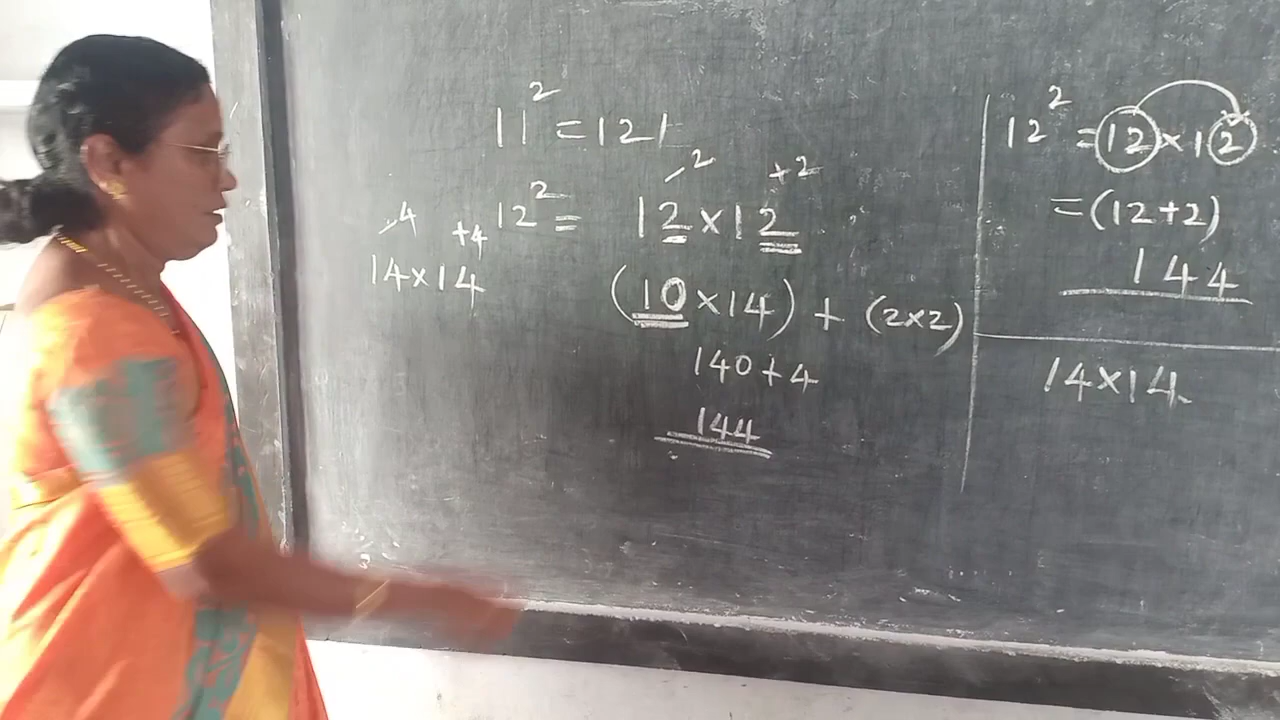 11² = 121
-2 +2
12² = 12 × 12
(10 × 14) + (2×2)
140 + 4
144
-4 +4
14 × 14
12² = 12 × 12
= (12+2)
144
14 × 14